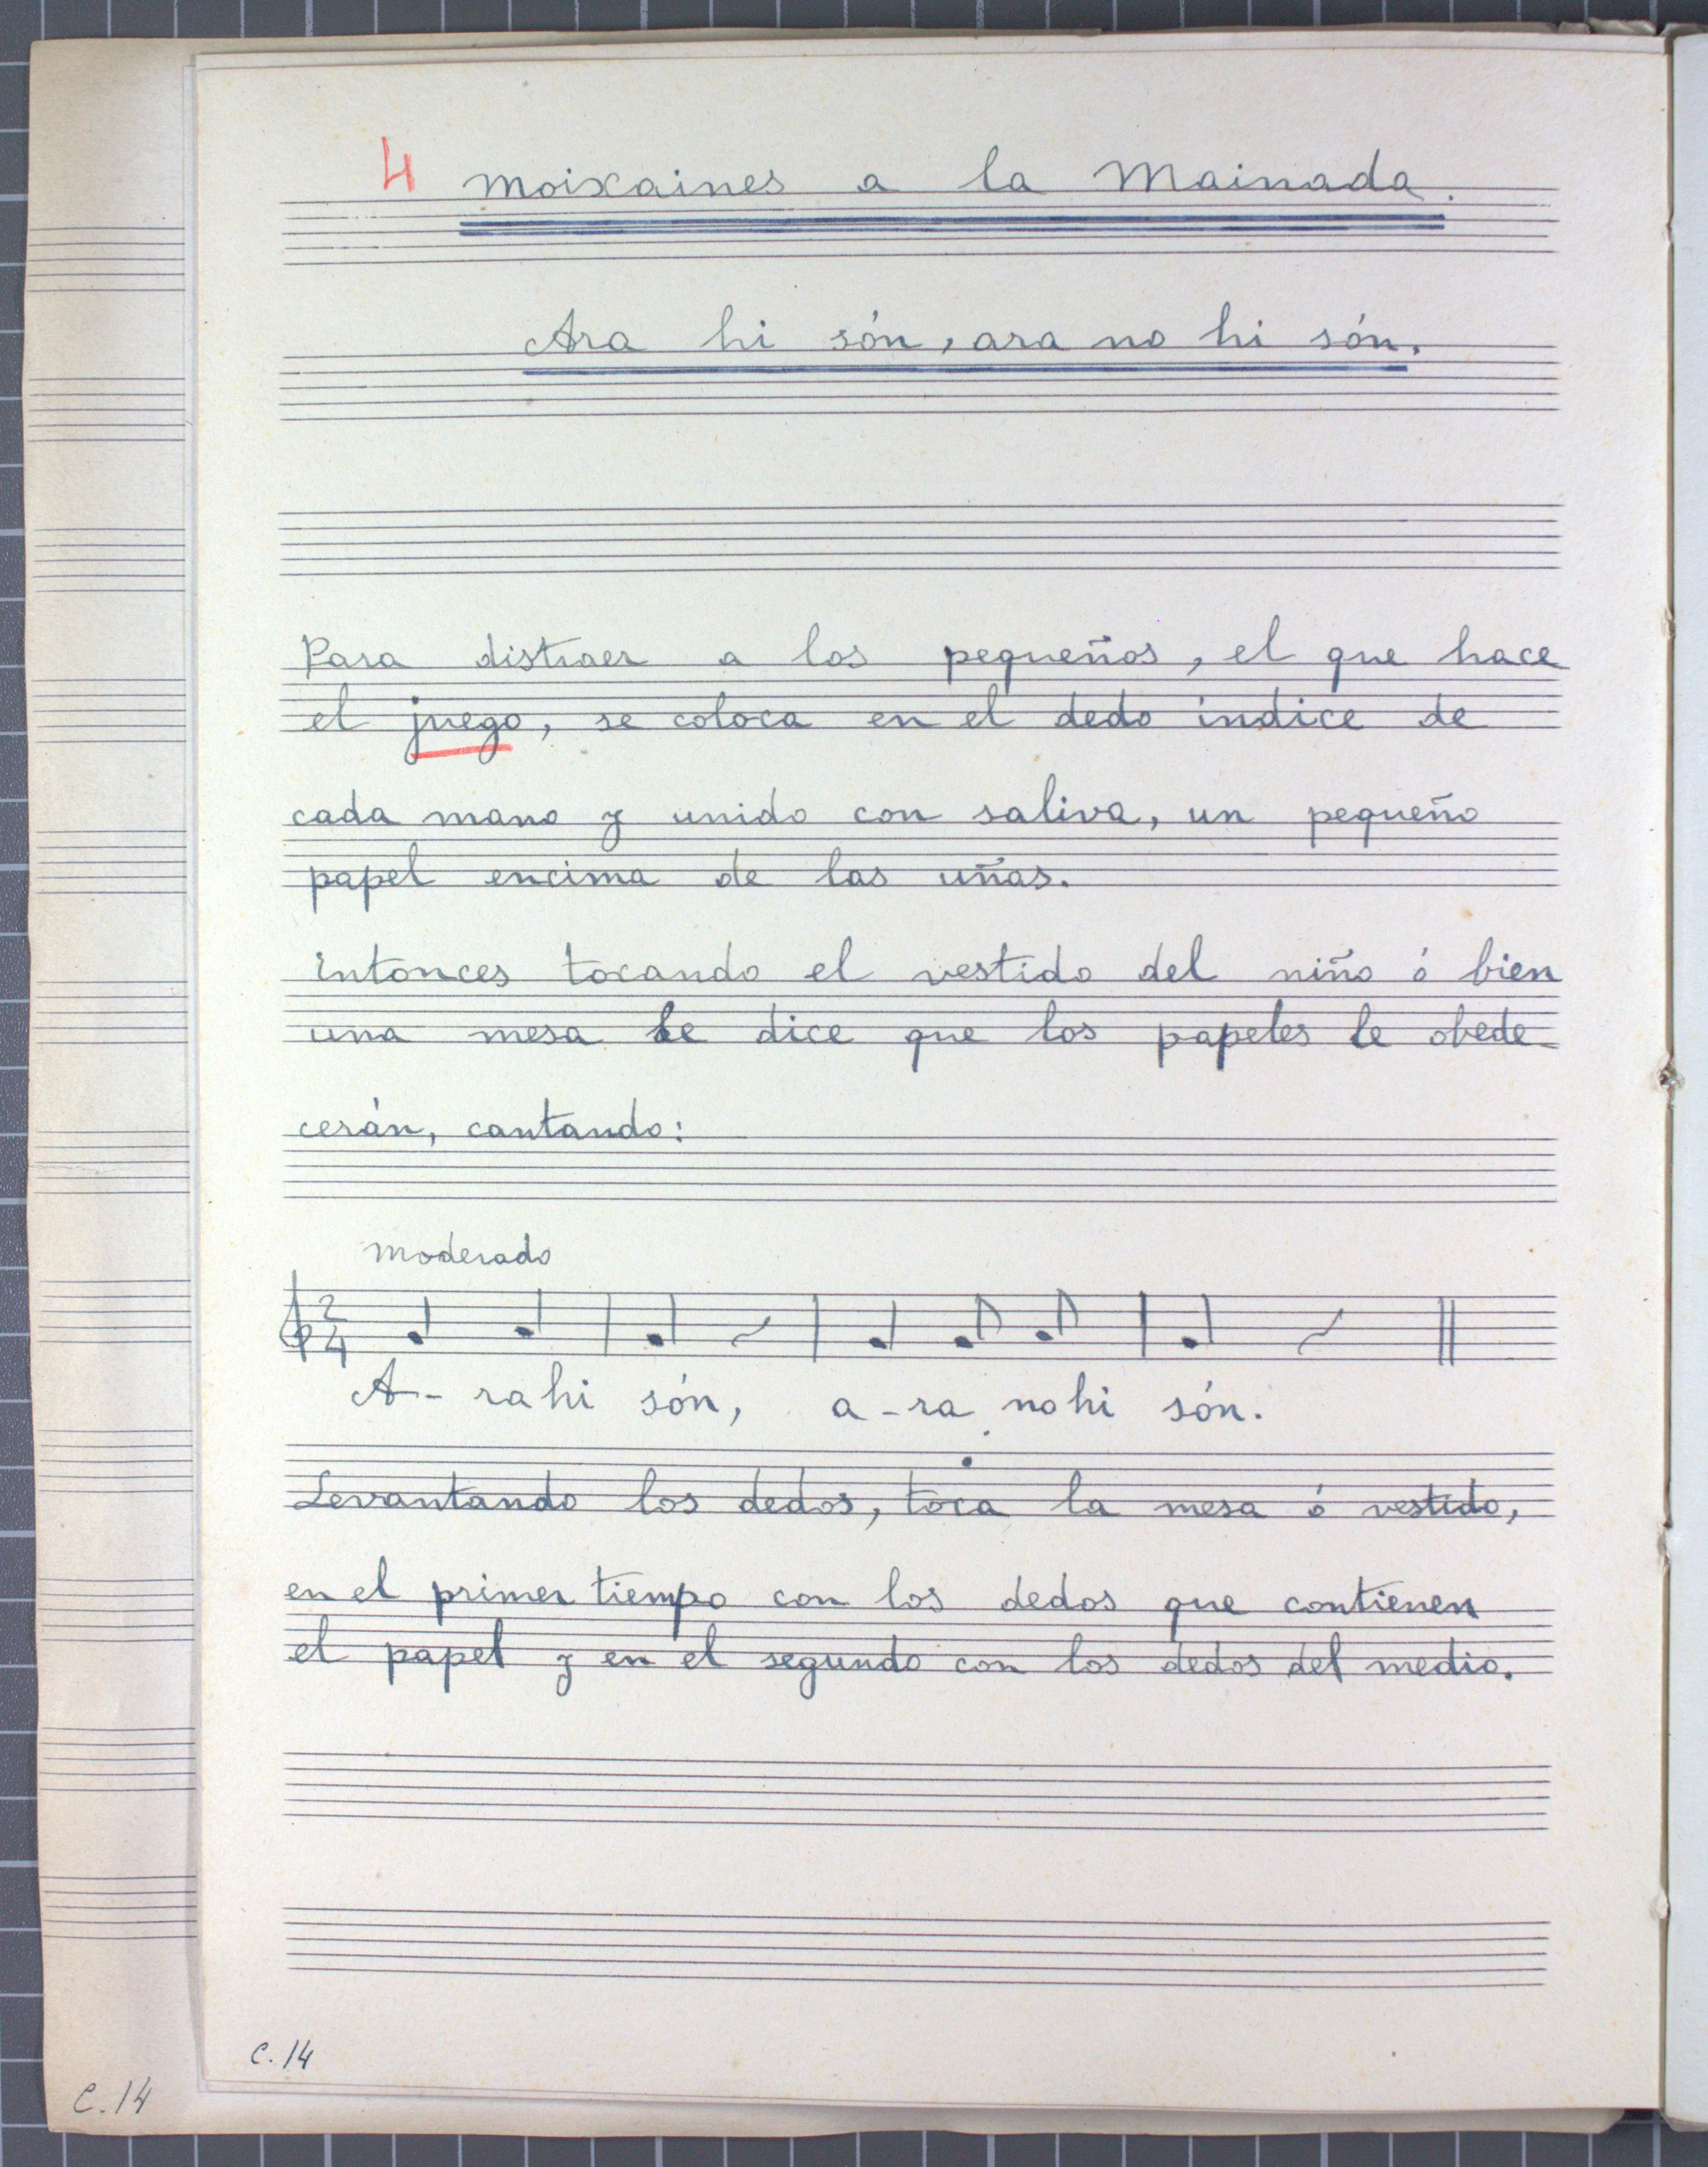 4 Moixaines a la Mainada.
Ara hi són, ara no hi són.
Para distraer a los pequeños, el que hace
el juego, se coloca en el dedo indice de
cada mano y unido con saliva, un pequeño
papel encima de las uñas.
Entonces tocando el vestido del niño ó bien
una mesa le dice que los papeles le obede-
cerán, cantando:
Moderado
2
4
A- ra hi són, a-ra no hi són.
Levantando los dedos, toca la mesa ó vestido,
en el primer tiempo con los dedos que contienen
el papel y en el segundo con los dedos del medio.
C.14
C.14